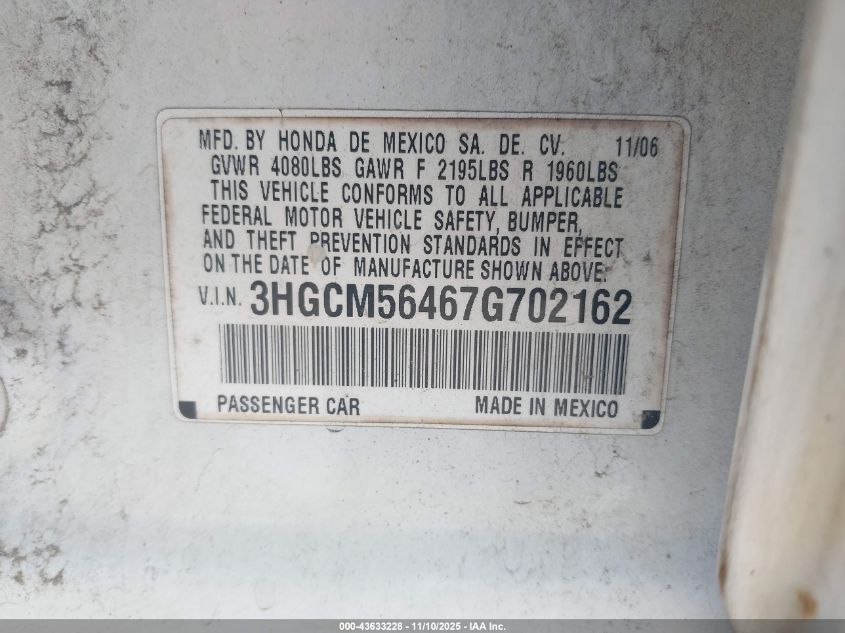 MFD. BY HONDA DE MEXICO SA. DE. CV. 11/06
GVWR 4080LBS GAWR F 2195LBS R 1960LBS
THIS VEHICLE CONFORMS TO ALL APPLICABLE
FEDERAL MOTOR VEHICLE SAFETY, BUMPER,
AND THEFT PREVENTION STANDARDS IN EFFECT
ON THE DATE OF MANUFACTURE SHOWN ABOVE.
V.I.N. 3HGCM56467G702162
PASSENGER CAR MADE IN MEXICO
000-43633228 - 11/10/2025 - IAA Inc.